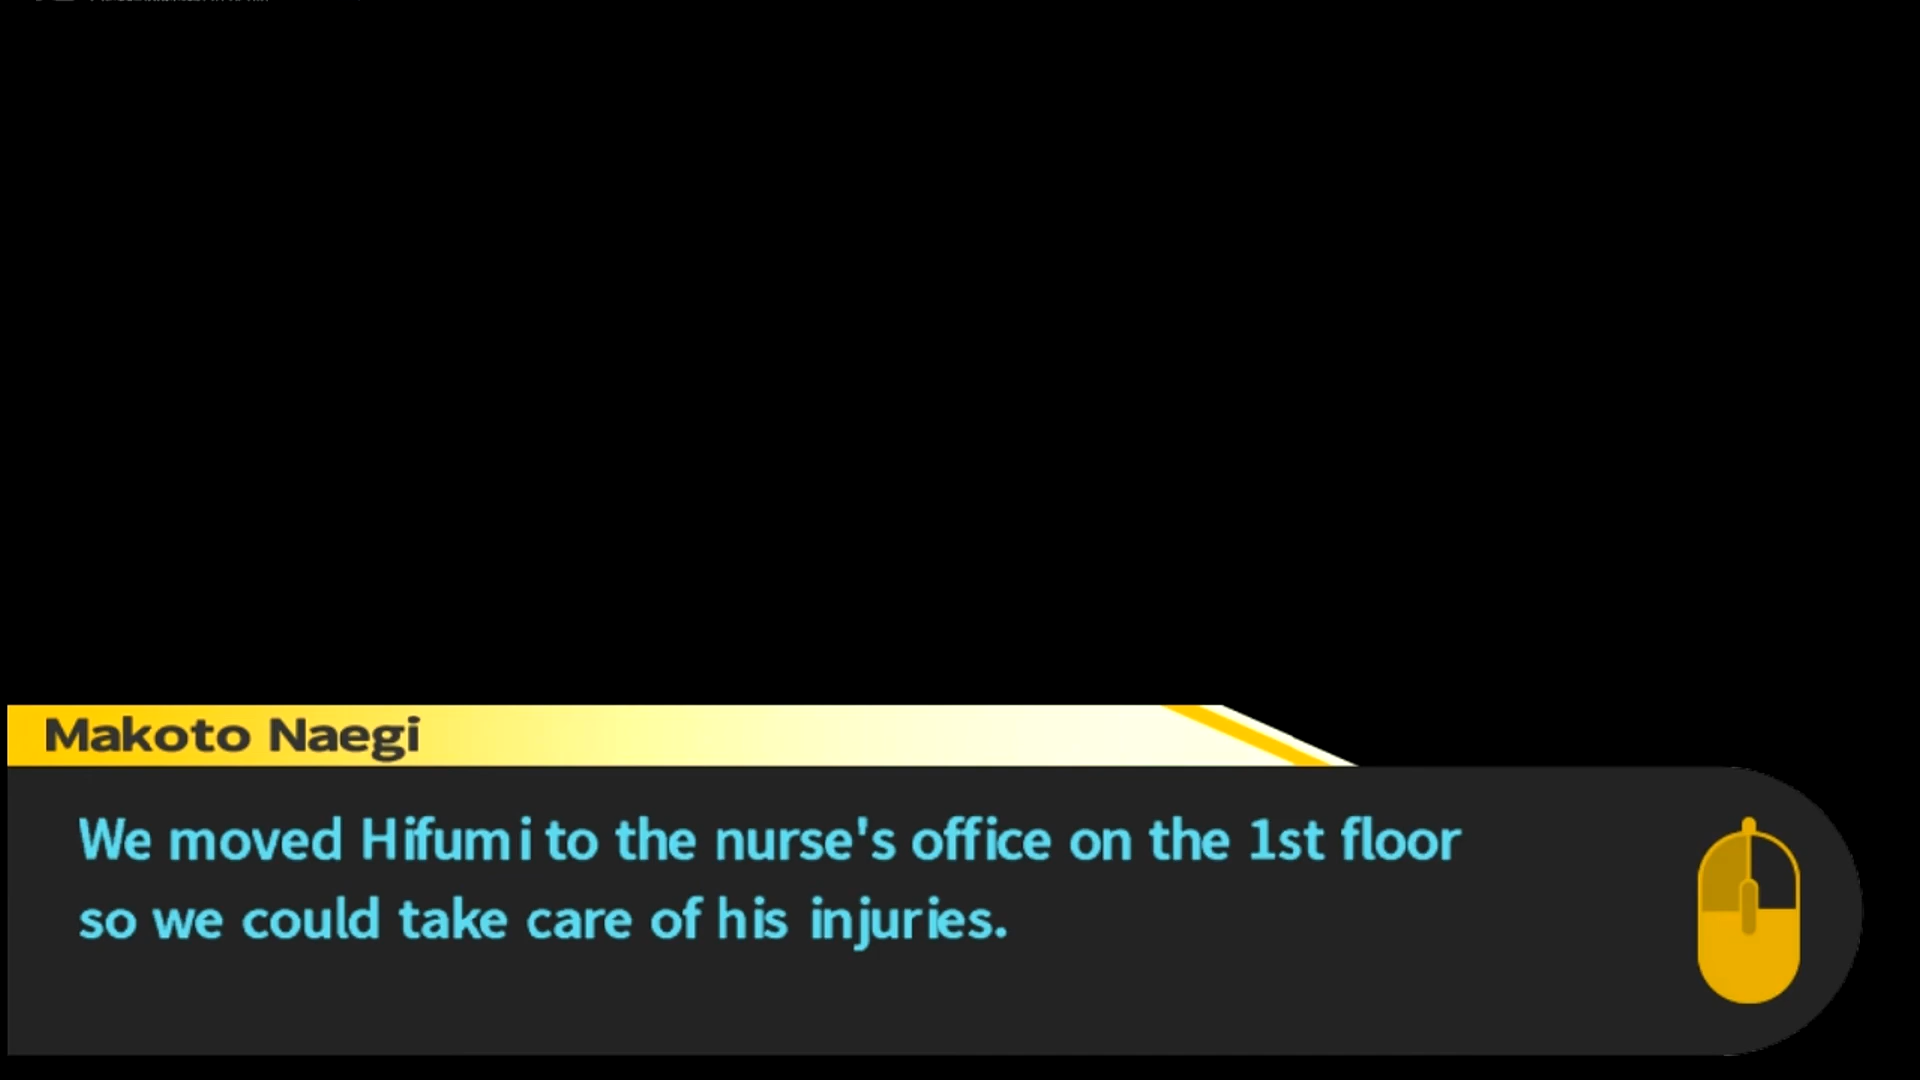 Makoto Naegi
We moved Hifumi to the nurse's office on the 1st floor
so we could take care of his injuries.